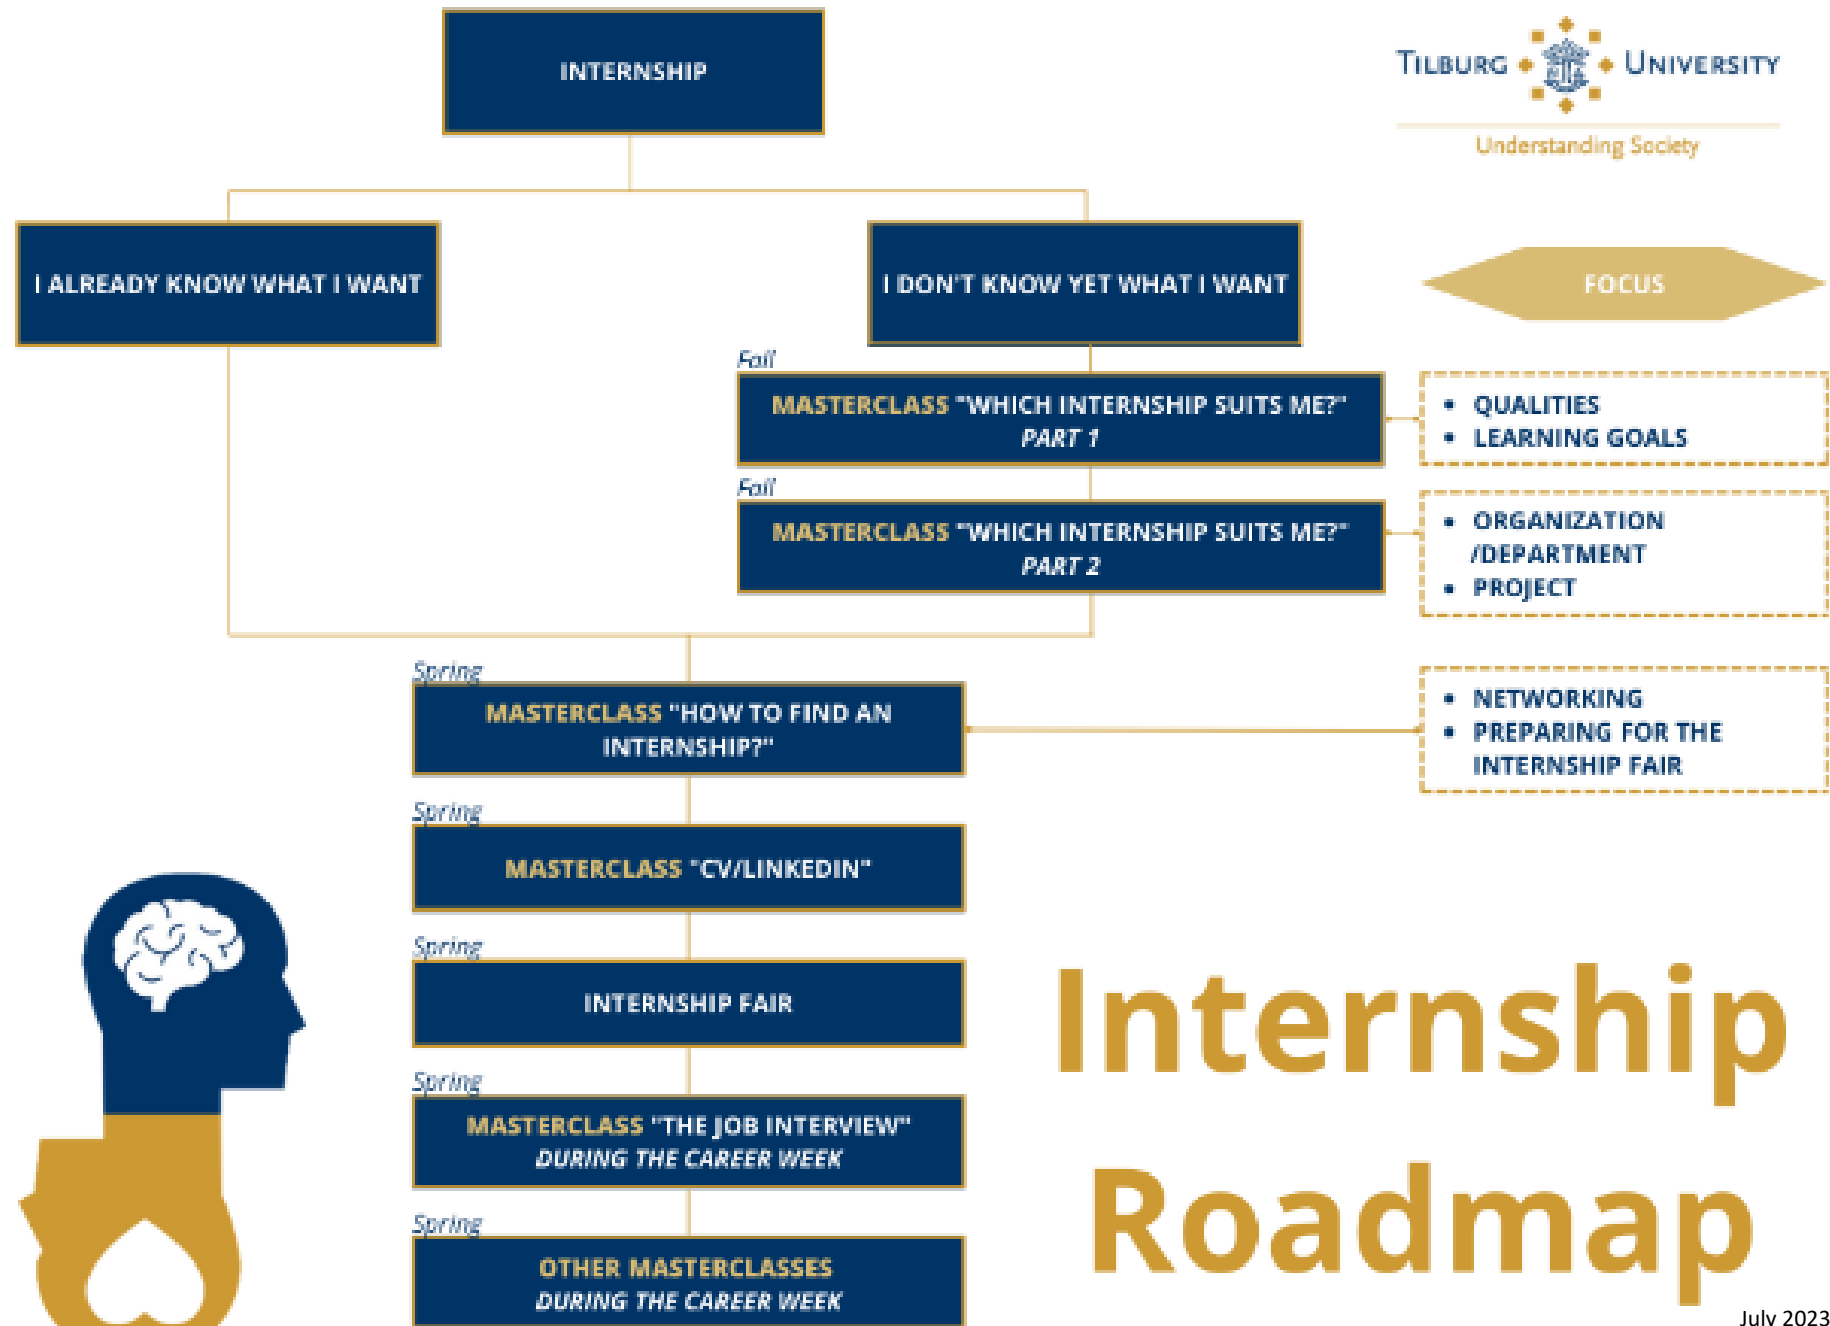 INTERNSHIP
TILBURG UNIVERSITY
Understanding Society
I ALREADY KNOW WHAT I WANT
I DON'T KNOW YET WHAT I WANT
FOCUS
Fall
MASTERCLASS "WHICH INTERNSHIP SUITS ME?"
PART 1
• QUALITIES
• LEARNING GOALS
Fall
MASTERCLASS "WHICH INTERNSHIP SUITS ME?"
PART 2
• ORGANIZATION
/DEPARTMENT
• PROJECT
Spring
MASTERCLASS "HOW TO FIND AN
INTERNSHIP?"
• NETWORKING
• PREPARING FOR THE
INTERNSHIP FAIR
Spring
MASTERCLASS "CV/LINKEDIN"
Spring
INTERNSHIP FAIR
Spring
MASTERCLASS "THE JOB INTERVIEW"
DURING THE CAREER WEEK
Spring
OTHER MASTERCLASSES
DURING THE CAREER WEEK
Internship
Roadmap
July 2023